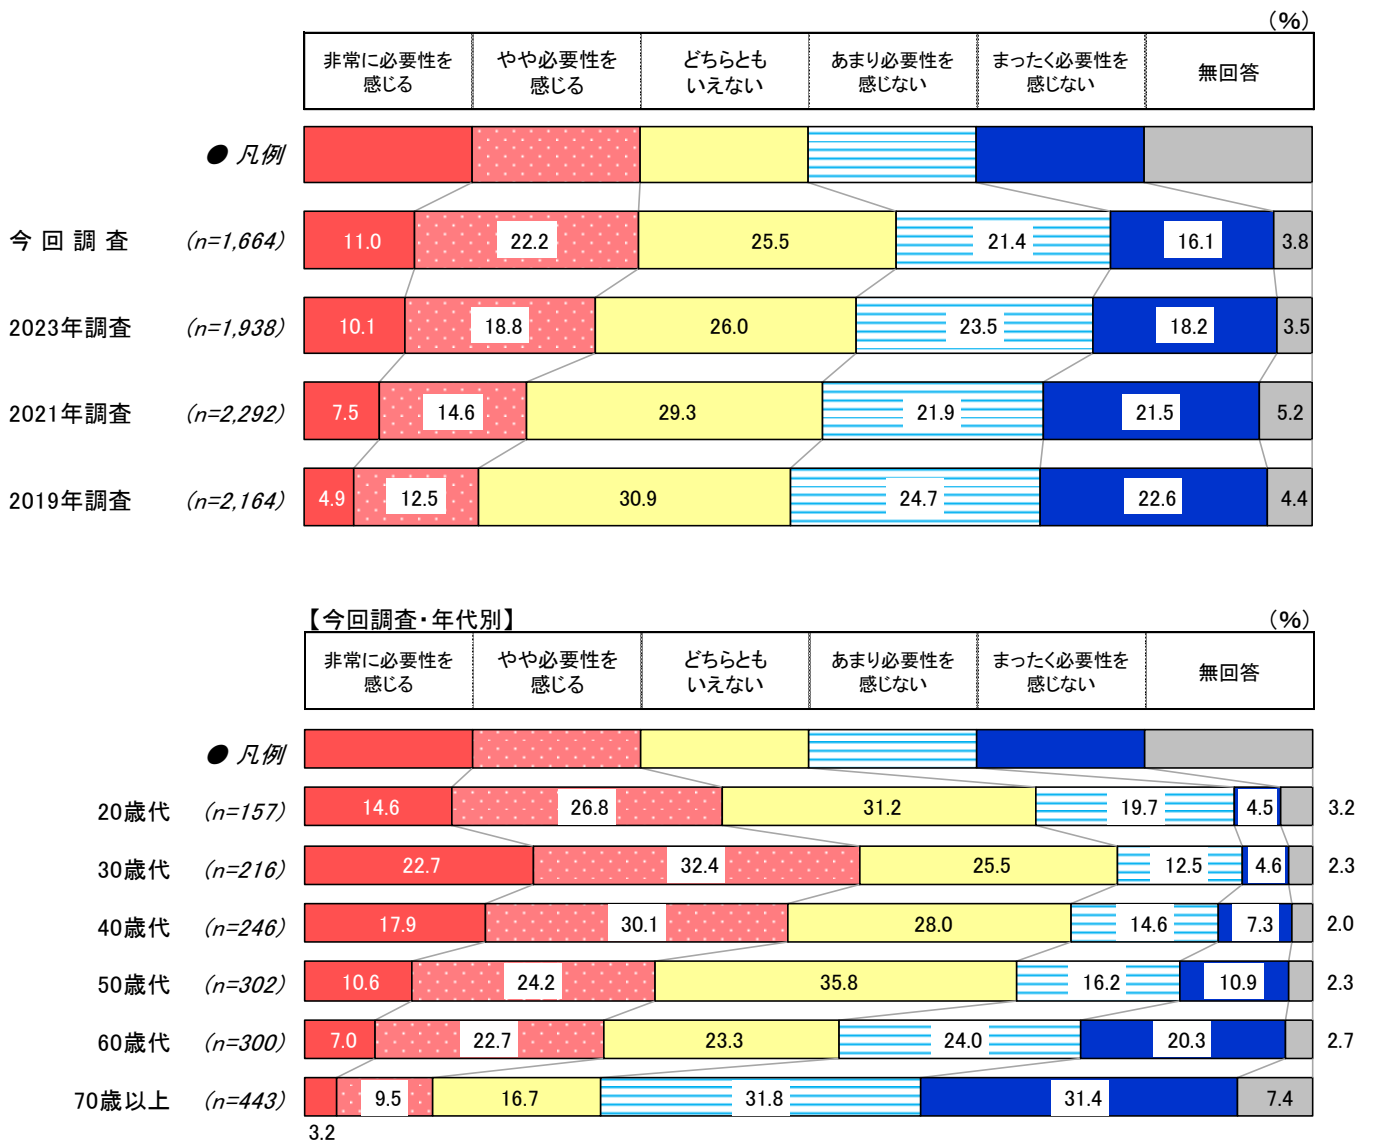 (%)
非常に必要性を 感じる やや必要性を 感じる どちらとも いえない あまり必要性を 感じない まったく必要性を 感じない 無回答
● 凡例
今回調査 (n=1,664) 11.0 22.2 25.5 21.4 16.1 3.8
2023年調査 (n=1,938) 10.1 18.8 26.0 23.5 18.2 3.5
2021年調査 (n=2,292) 7.5 14.6 29.3 21.9 21.5 5.2
2019年調査 (n=2,164) 4.9 12.5 30.9 24.7 22.6 4.4
【今回調査・年代別】 (%)
非常に必要性を 感じる やや必要性を 感じる どちらとも いえない あまり必要性を 感じない まったく必要性を 感じない 無回答
● 凡例
20歳代 (n=157) 14.6 26.8 31.2 19.7 4.5 3.2
30歳代 (n=216) 22.7 32.4 25.5 12.5 4.6 2.3
40歳代 (n=246) 17.9 30.1 28.0 14.6 7.3 2.0
50歳代 (n=302) 10.6 24.2 35.8 16.2 10.9 2.3
60歳代 (n=300) 7.0 22.7 23.3 24.0 20.3 2.7
70歳以上 (n=443) 9.5 16.7 31.8 31.4 7.4
3.2